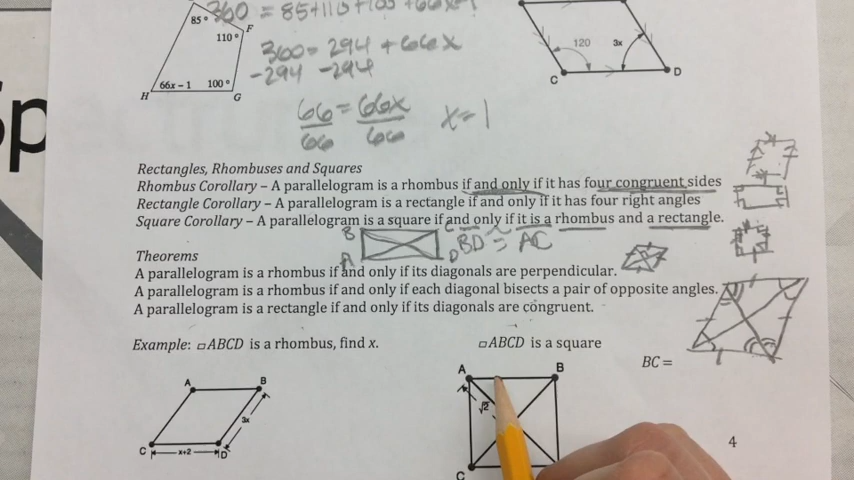 85° 360 = 85+110+100+66x-1
110° F
360 = 294 + 66x
-294 -294
66x − 1 100°
H G
66 = 66x x = 1
66 66
120 3x
C D
Rectangles, Rhombuses and Squares
Rhombus Corollary – A parallelogram is a rhombus if and only if it has four congruent sides
Rectangle Corollary – A parallelogram is a rectangle if and only if it has four right angles
Square Corollary – A parallelogram is a square if and only if it is a rhombus and a rectangle.
B C
A D BD = AC
Theorems
A parallelogram is a rhombus if and only if its diagonals are perpendicular.
A parallelogram is a rhombus if and only if each diagonal bisects a pair of opposite angles.
A parallelogram is a rectangle if and only if its diagonals are congruent.
Example: ▱ABCD is a rhombus, find x.
▱ABCD is a square
BC =
A B
3x
C x+2 D
A B
√2
C
4
Sp